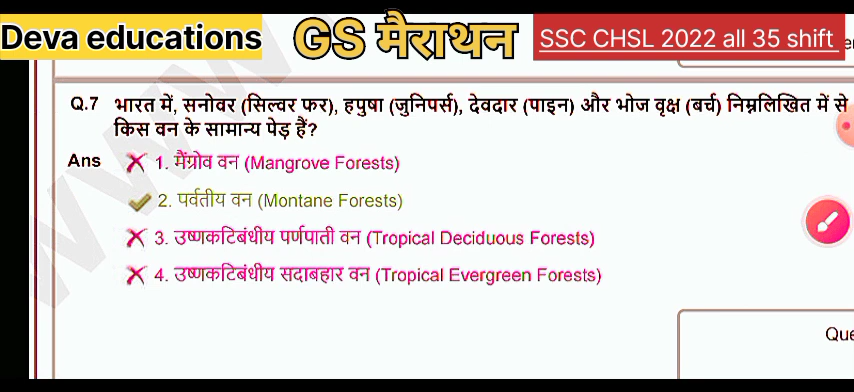 Deva educations GS मैराथन SSC CHSL 2022 all 35 shift
Q.7 भारत में, सनोवर (सिल्वर फर), हपुषा (जुनिपर्स), देवदार (पाइन) और भोज वृक्ष (बर्च) निम्नलिखित में से
किस वन के सामान्य पेड़ हैं?
Ans 1. मैंग्रोव वन (Mangrove Forests)
2. पर्वतीय वन (Montane Forests)
3. उष्णकटिबंधीय पर्णपाती वन (Tropical Deciduous Forests)
4. उष्णकटिबंधीय सदाबहार वन (Tropical Evergreen Forests)
Que